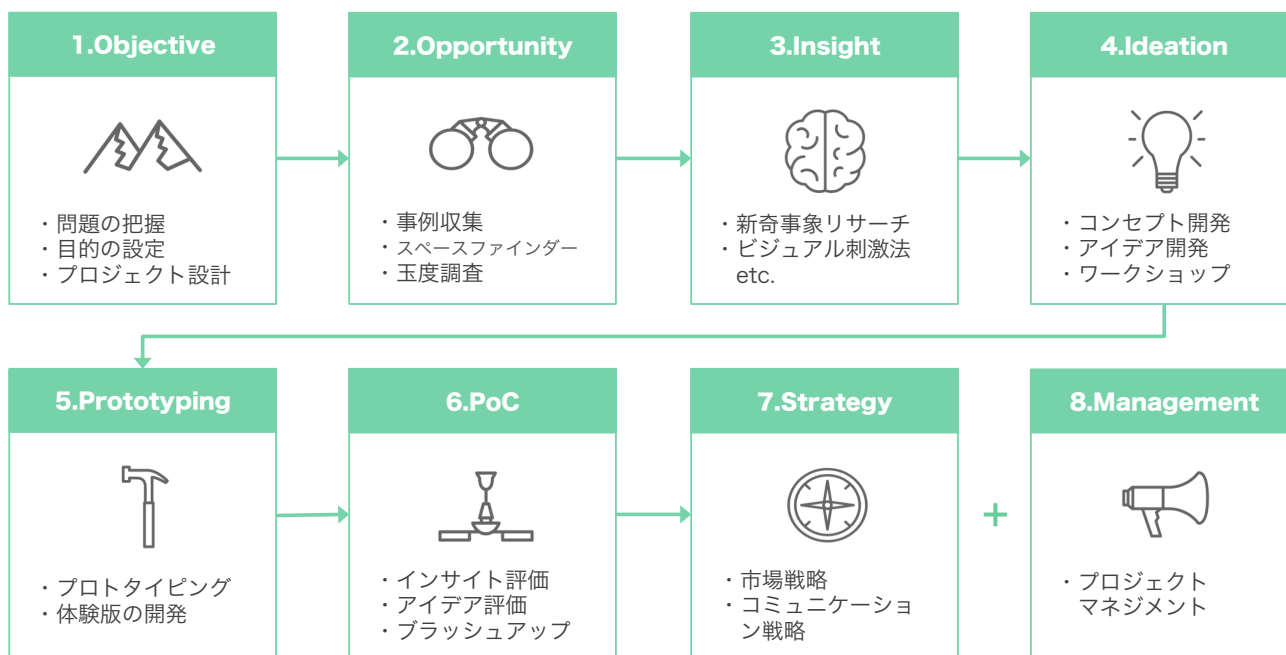 1.Objective
・問題の把握
・目的の設定
・プロジェクト設計
2.Opportunity
・事例収集
・スペースファインダー
・玉度調査
3.Insight
・新奇事象リサーチ
・ビジュアル刺激法
etc.
4.Ideation
・コンセプト開発
・アイデア開発
・ワークショップ
5.Prototyping
・プロトタイピング
・体験版の開発
6.PoC
・インサイト評価
・アイデア評価
・ブラッシュアップ
7.Strategy
・市場戦略
・コミュニケーショ
ン戦略
+
8.Management
・プロジェクト
マネジメント